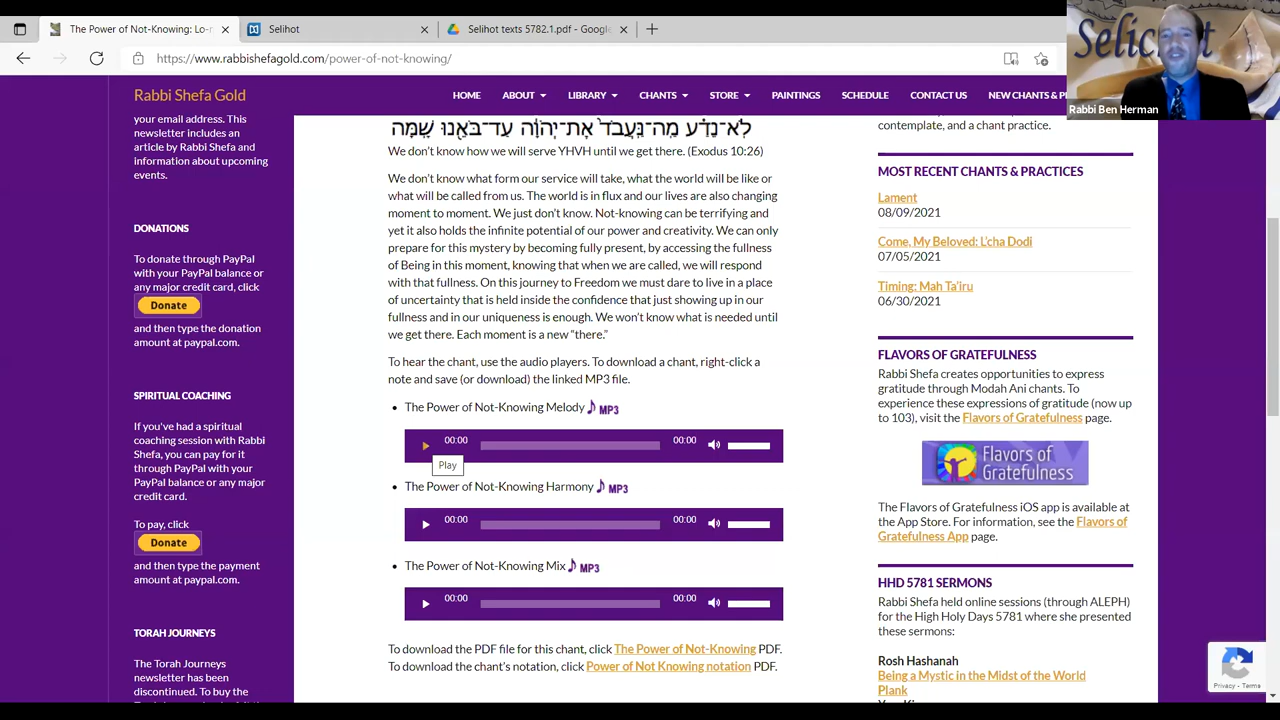 The Power of Not-Knowing: Lo-n
Selihot
Selihot texts 5782.1.pdf - Google
https://www.rabbishefagold.com/power-of-not-knowing/
Selichot
Rabbi Ben Herman
Rabbi Shefa Gold
HOME
ABOUT
LIBRARY
CHANTS
STORE
PAINTINGS
SCHEDULE
CONTACT US
NEW CHANTS & P
your email address. This
newsletter includes an
article by Rabbi Shefa and
information about upcoming
events.
DONATIONS
To donate through PayPal
with your PayPal balance or
any major credit card, click
Donate
and then type the donation
amount at paypal.com.
SPIRITUAL COACHING
If you've had a spiritual
coaching session with Rabbi
Shefa, you can pay for it
through PayPal with your
PayPal balance or any major
credit card.
To pay, click
Donate
and then type the payment
amount at paypal.com.
TORAH JOURNEYS
The Torah Journeys
newsletter has been
discontinued. To buy the
לֹא־נֵדַע מַה־נַּעֲבֹד אֶת־יְהוָֹה עַד־בֹּאֵנוּ שָׁמָּה
We don't know how we will serve YHVH until we get there. (Exodus 10:26)
We don't know what form our service will take, what the world will be like or
what will be called from us. The world is in flux and our lives are also changing
moment to moment. We just don't know. Not-knowing can be terrifying and
yet it also holds the infinite potential of our power and creativity. We can only
prepare for this mystery by becoming fully present, by accessing the fullness
of Being in this moment, knowing that when we are called, we will respond
with that fullness. On this journey to Freedom we must dare to live in a place
of uncertainty that is held inside the confidence that just showing up in our
fullness and in our uniqueness is enough. We won't know what is needed until
we get there. Each moment is a new "there."
To hear the chant, use the audio players. To download a chant, right-click a
note and save (or download) the linked MP3 file.
The Power of Not-Knowing Melody MP3
00:00 00:00
Play
The Power of Not-Knowing Harmony MP3
00:00 00:00
The Power of Not-Knowing Mix MP3
00:00 00:00
To download the PDF file for this chant, click The Power of Not-Knowing PDF.
To download the chant's notation, click Power of Not Knowing notation PDF.
contemplate, and a chant practice.
MOST RECENT CHANTS & PRACTICES
Lament
08/09/2021
Come, My Beloved: L'cha Dodi
07/05/2021
Timing: Mah Ta'iru
06/30/2021
FLAVORS OF GRATEFULNESS
Rabbi Shefa creates opportunities to express
gratitude through Modah Ani chants. To
experience these expressions of gratitude (now up
to 103), visit the Flavors of Gratefulness page.
Flavors of
Gratefulness
The Flavors of Gratefulness iOS app is available at
the App Store. For information, see the Flavors of
Gratefulness App page.
HHD 5781 SERMONS
Rabbi Shefa held online sessions (through ALEPH)
for the High Holy Days 5781 where she presented
these sermons:
Rosh Hashanah
Being a Mystic in the Midst of the World
Plank
Privacy - Terms